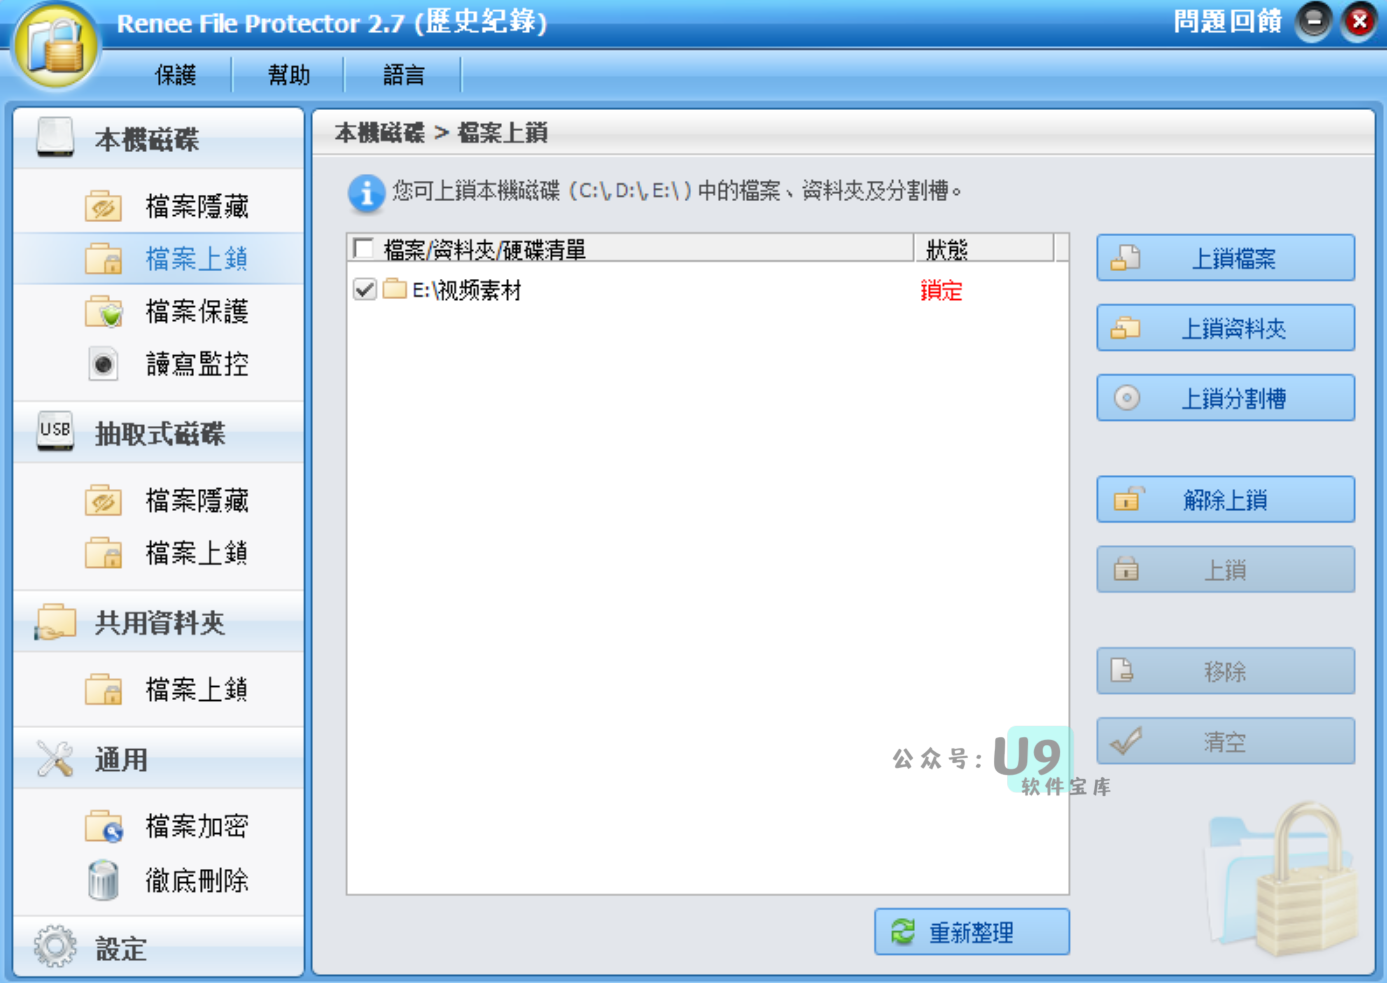 Renee File Protector 2.7 (歷史紀錄)
問題回饋
保護
幫助
語言
本機磁碟
檔案隱藏
檔案上鎖
檔案保護
讀寫監控
USB
抽取式磁碟
檔案隱藏
檔案上鎖
共用資料夾
檔案上鎖
通用
檔案加密
徹底刪除
設定
本機磁碟 > 檔案上鎖
您可上鎖本機磁碟 (C:\, D:\, E:\ ) 中的檔案、資料夾及分割槽。
檔案/資料夾/硬碟清單
狀態
E:\视频素材
鎖定
上鎖檔案
上鎖資料夾
上鎖分割槽
解除上鎖
上鎖
移除
清空
公众号: U9
软件宝库
重新整理